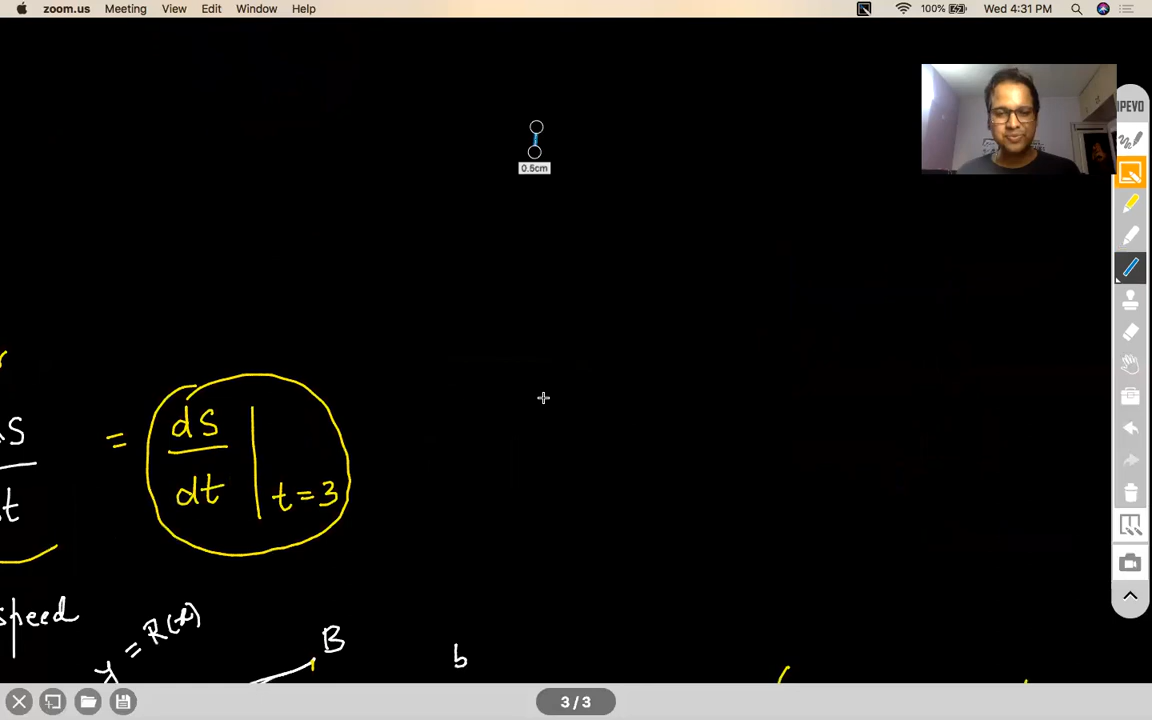 zoom.us Meeting View Edit Window Help 100% Wed 4:31 PM
IPEVO
0.5cm
S = dS
t dt t=3
speed
= R(t)
B
b
3 / 3